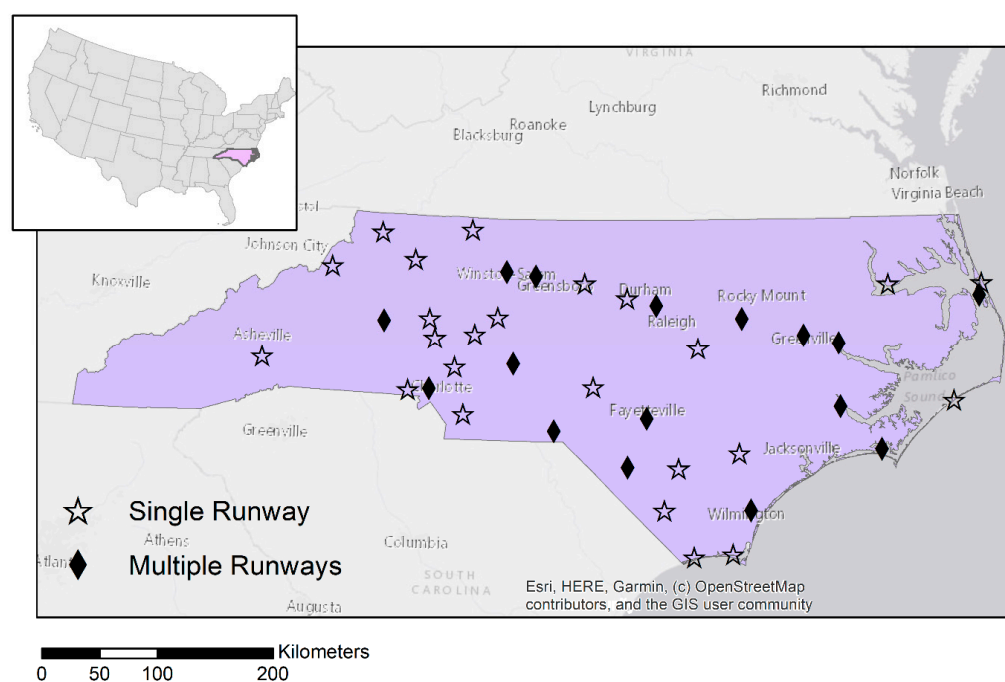 VIRGINIA
Richmond
Lynchburg
Roanoke
Blacksburg
Norfolk
Virginia Beach
Johnson City
Knoxville
Winston
Salem
Greensboro
Durham
Rocky Mount
Raleigh
Asheville
Greenville
Charlotte
Pamlico
Sound
Fayetteville
Greenville
Jacksonville
Single Runway
Wilmington
Athens
Columbia
Multiple Runways
SOUTH
CAROLINA
Esri, HERE, Garmin, (c) OpenStreetMap
contributors, and the GIS user community
Augusta
Kilometers
0 50 100 200